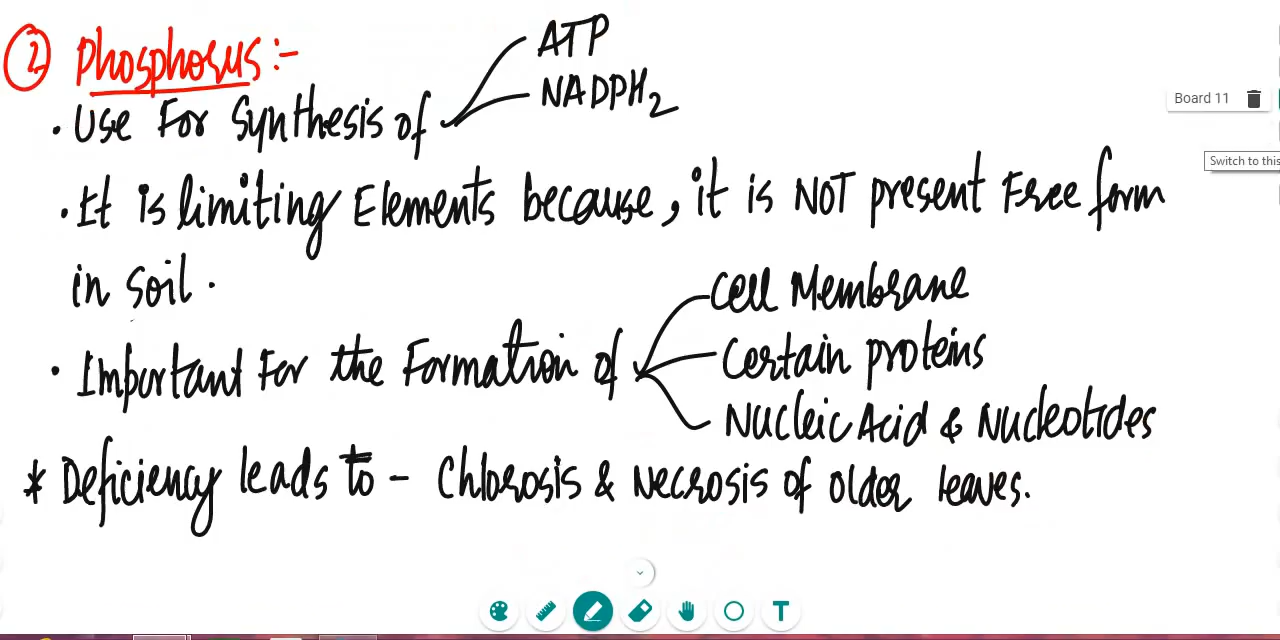 ② Phosphorus :-
ATP
NADPH2
• Use For Synthesis of
Board 11
Switch to this
• It is limiting Elements because, it is NOT present Free form
in soil.
Cell Membrane
• Important For the Formation of
Certain proteins
Nucleic Acid & Nucleotides
* Deficiency leads to - Chlorosis & Necrosis of older leaves.
T